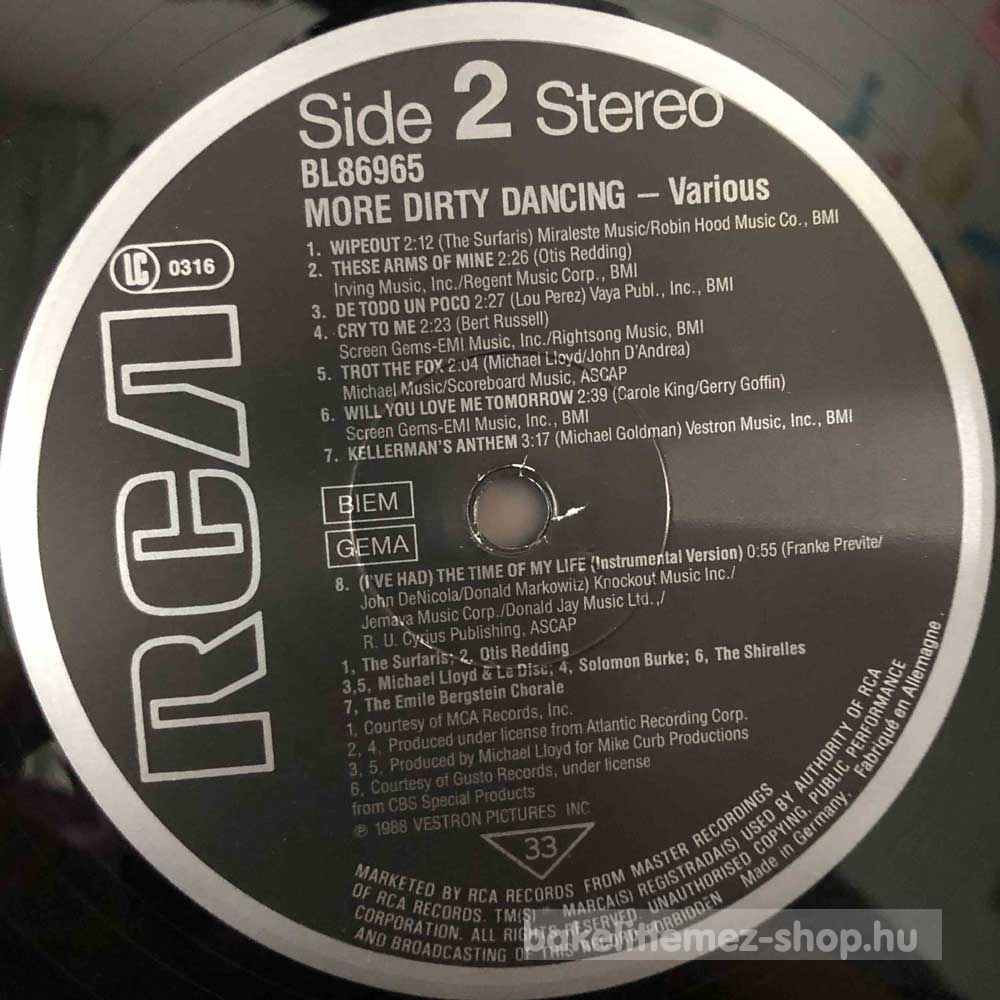 Side 2 Stereo
BL86965
MORE DIRTY DANCING – Various
1. WIPEOUT 2:12 (The Surfaris) Miraleste Music/Robin Hood Music Co., BMI
2. THESE ARMS OF MINE 2:26 (Otis Redding)
Irving Music, Inc./Regent Music Corp., BMI
3. DE TODO UN POCO 2:27 (Lou Perez) Vaya Publ., Inc., BMI
4. CRY TO ME 2:23 (Bert Russell)
Screen Gems-EMI Music, Inc./Rightsong Music, BMI
5. TROT THE FOX 2:04 (Michael Lloyd/John D'Andrea)
Michael Music/Scoreboard Music, ASCAP
6. WILL YOU LOVE ME TOMORROW 2:39 (Carole King/Gerry Goffin)
Screen Gems-EMI Music, Inc., BMI
7. KELLERMAN'S ANTHEM 3:17 (Michael Goldman) Vestron Music, Inc., BMI
LC 0316
RCA
BIEM
GEMA
8. (I'VE HAD) THE TIME OF MY LIFE (Instrumental Version) 0:55 (Franke Previte/
John DeNicola/Donald Markowiiz) Knockout Music Inc./
Jemava Music Corp./Donald Jay Music Ltd.,/
R. U. Cyrius Publishing, ASCAP
1, The Surfaris; 2, Otis Redding
3,5, Michael Lloyd & Le Disc; 4, Solomon Burke; 6, The Shirelles
7, The Emile Bergstein Chorale
1, Courtesy of MCA Records, Inc.
2, 4, Produced under license from Atlantic Recording Corp.
3, 5, Produced by Michael Lloyd for Mike Curb Productions
6, Courtesy of Gusto Records, under license
from CBS Special Products
℗ 1988 VESTRON PICTURES INC
33
MARKETED BY RCA RECORDS FROM MASTER RECORDINGS
OF RCA RECORDS. TM(S) ® MARCA(S) REGISTRADA(S) USED BY AUTHORITY OF RCA
CORPORATION. ALL RIGHTS RESERVED. UNAUTHORISED COPYING, PUBLIC PERFORMANCE
AND BROADCASTING OF THIS RECORD FORBIDDEN
Made in Germany. Fabriqué en Allemagne
bakelitlemez-shop.hu